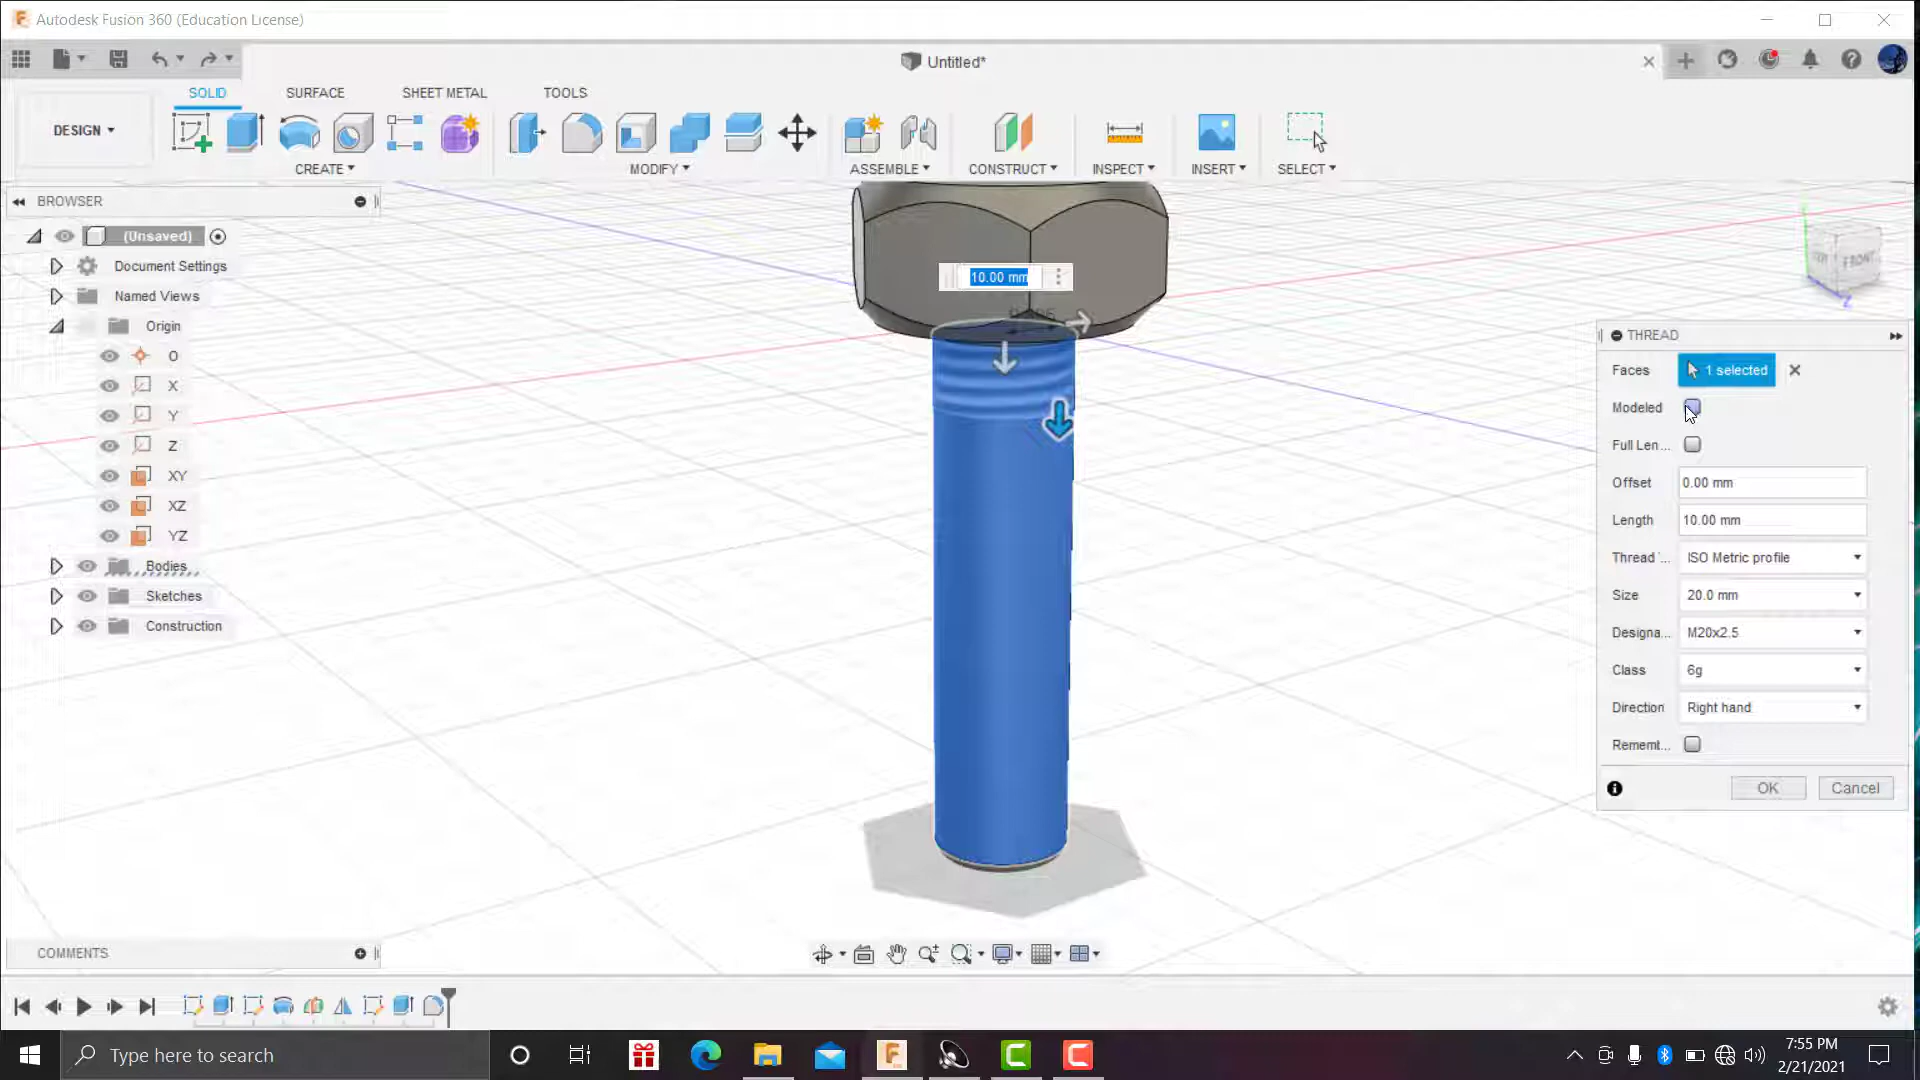 Autodesk Fusion 360 (Education License)
Untitled*
SOLID
SURFACE
SHEET METAL
TOOLS
DESIGN
CREATE
MODIFY
ASSEMBLE
CONSTRUCT
INSPECT
INSERT
SELECT
BROWSER
(Unsaved)
Document Settings
Named Views
Origin
O
X
Y
Z
XY
XZ
YZ
Bodies
Sketches
Construction
10.00 mm
FRONT
Y
Z
THREAD
Faces 1 selected
Modeled
Full Len...
Offset 0.00 mm
Length 10.00 mm
Thread ... ISO Metric profile
Size 20.0 mm
Designa... M20x2.5
Class 6g
Direction Right hand
Rememt...
OK Cancel
COMMENTS
Type here to search
7:55 PM
2/21/2021